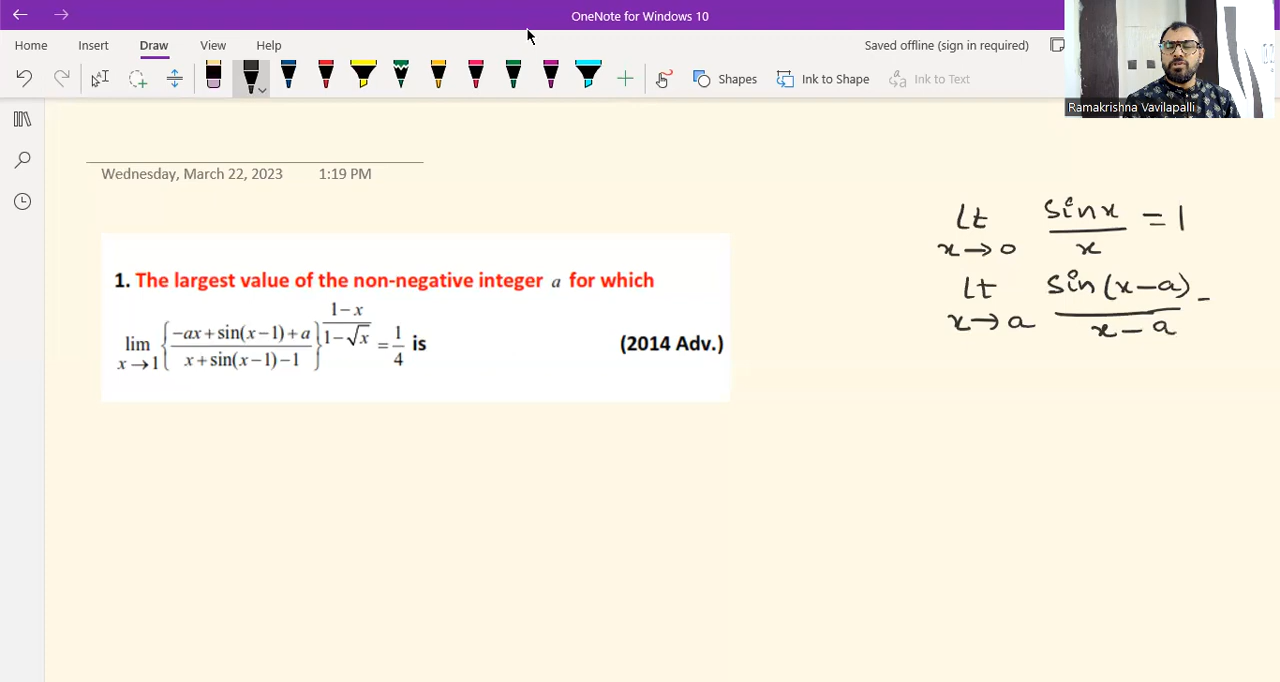 OneNote for Windows 10
Home Insert Draw View Help
Saved offline (sign in required)
Shapes Ink to Shape Ink to Text
Ramakrishna Vavilapalli
Wednesday, March 22, 2023 1:19 PM
1. The largest value of the non-negative integer a for which
lim x→1 {(-ax+sin(x-1)+a)/(x+sin(x-1)-1)}^((1-x)/(1-√x)) = 1/4 is (2014 Adv.)
Lt x→0 sinx/x = 1
Lt x→a sin(x-a)/(x-a) -